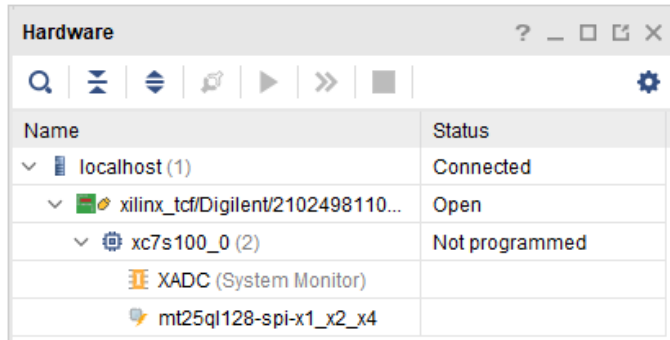 Hardware
Name Status
localhost (1) Connected
xilinx_tcf/Digilent/2102498110... Open
xc7s100_0 (2) Not programmed
XADC (System Monitor)
mt25ql128-spi-x1_x2_x4